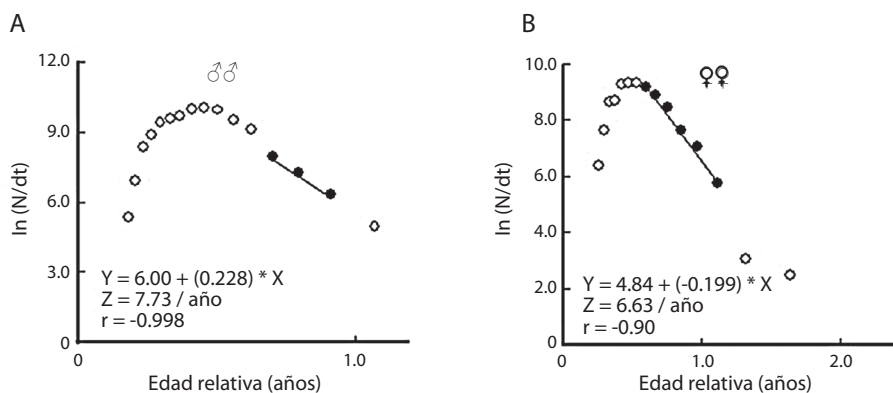 A
♂♂
12.0
9.0
6.0
3.0
0
ln (N/dt)
Y = 6.00 + (0.228) * X
Z = 7.73 / año
r = -0.998
0
1.0
Edad relativa (años)
B
♀♀
10.0
8.0
6.0
4.0
2.0
0
ln (N/dt)
Y = 4.84 + (-0.199) * X
Z = 6.63 / año
r = -0.90
0
1.0
2.0
Edad relativa (años)